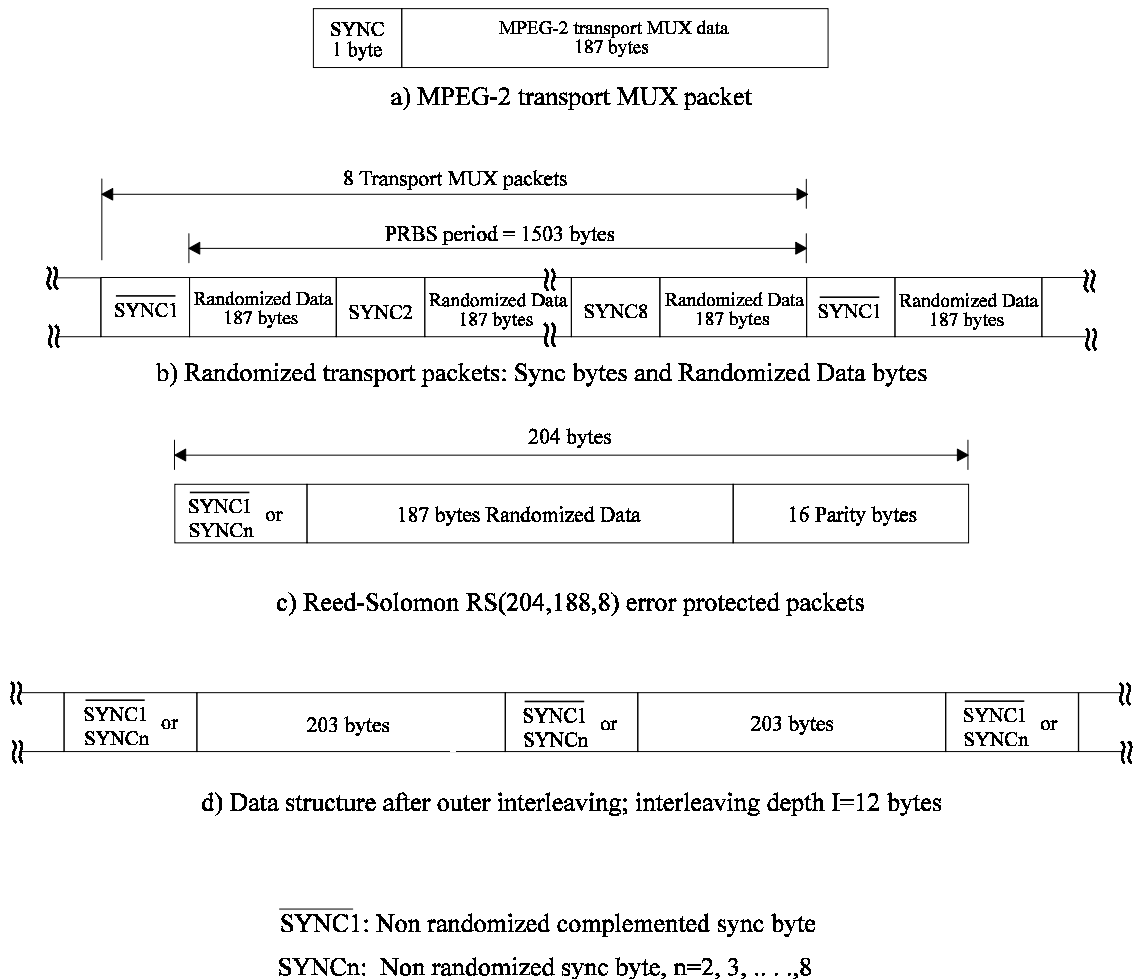 SYNC
1 byte
MPEG-2 transport MUX data
187 bytes
a) MPEG-2 transport MUX packet
8 Transport MUX packets
PRBS period = 1503 bytes
SYNC1
Randomized Data
187 bytes
SYNC2
Randomized Data
187 bytes
SYNC8
Randomized Data
187 bytes
SYNC1
Randomized Data
187 bytes
b) Randomized transport packets: Sync bytes and Randomized Data bytes
204 bytes
SYNC1 or
SYNCn
187 bytes Randomized Data
16 Parity bytes
c) Reed-Solomon RS(204,188,8) error protected packets
SYNC1 or
SYNCn
203 bytes
SYNC1 or
SYNCn
203 bytes
SYNC1 or
SYNCn
d) Data structure after outer interleaving; interleaving depth I=12 bytes
SYNC1: Non randomized complemented sync byte
SYNCn: Non randomized sync byte, n=2, 3, .. . .,8